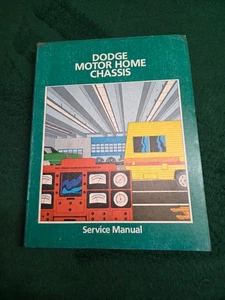 DODGE
MOTOR HOME
CHASSIS
Service Manual